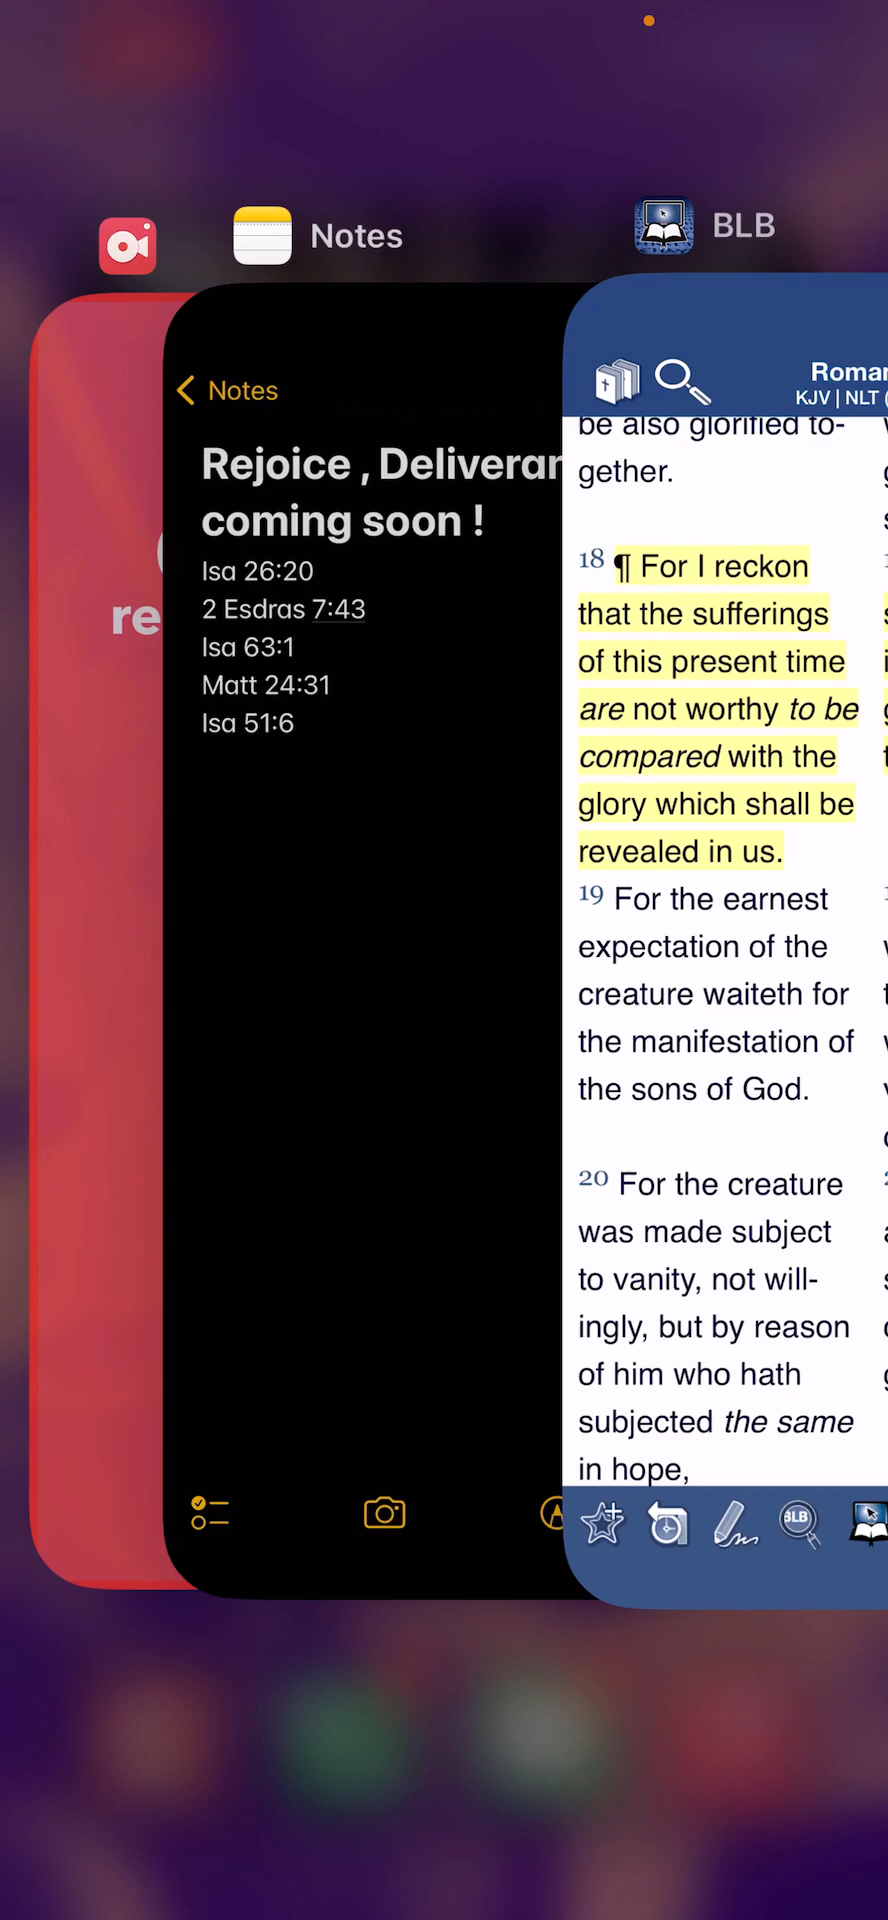 Notes
BLB
Notes
Rejoice , Deliveran
coming soon !
Isa 26:20
2 Esdras 7:43
Isa 63:1
Matt 24:31
Isa 51:6
re
Roman
KJV | NLT (
be also glorified to-
gether.
18 ¶ For I reckon
that the sufferings
of this present time
are not worthy to be
compared with the
glory which shall be
revealed in us.
19 For the earnest
expectation of the
creature waiteth for
the manifestation of
the sons of God.
20 For the creature
was made subject
to vanity, not will-
ingly, but by reason
of him who hath
subjected the same
in hope,
BLB